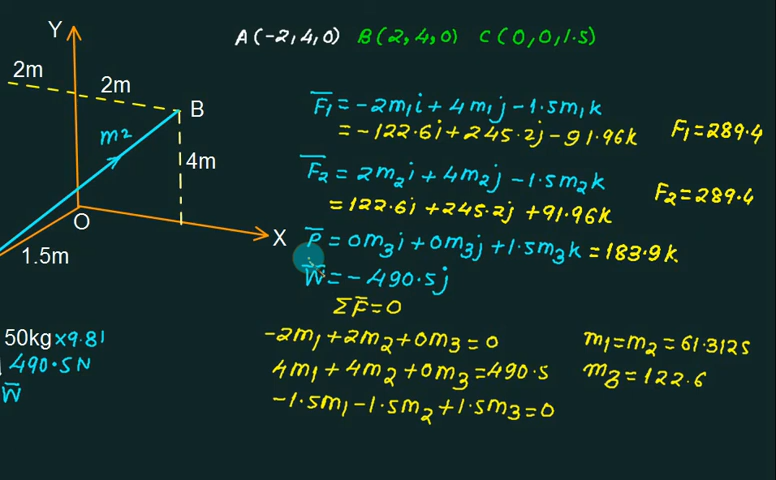 Y
A(-2,4,0) B(2,4,0) C(0,0,1.5)
2m
2m
B
m2
4m
O
X
1.5m
F̅1 = -2m₁i + 4m₁j - 1.5m₁k
= -122.6i + 245.2j - 91.96k
F₁ = 289.4
F̅2 = 2m₂i + 4m₂j - 1.5m₂k
= 122.6i + 245.2j + 91.96k
F₂ = 289.4
P̅ = 0m₃i + 0m₃j + 1.5m₃k = 183.9k
W̅ = -490.5j
ΣF̅ = 0
50kg x9.81
490.5N
W̅
-2m₁ + 2m₂ + 0m₃ = 0
4m₁ + 4m₂ + 0m₃ = 490.5
-1.5m₁ - 1.5m₂ + 1.5m₃ = 0
m₁ = m₂ = 61.3125
m₃ = 122.6